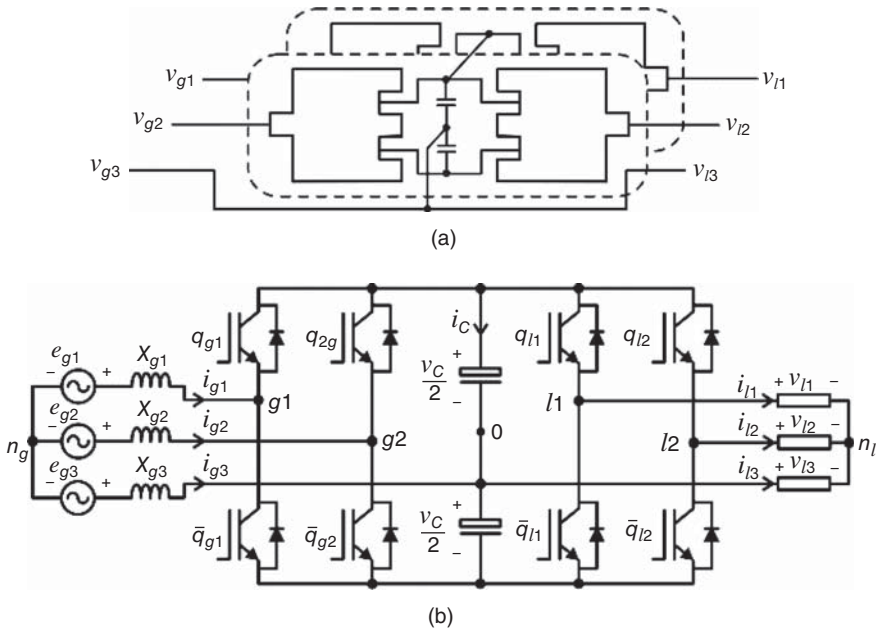 v_g1
v_l1
v_g2
v_l2
v_g3
v_l3
(a)
q_g1
q_2g
i_C
+
v_C/2
−
q_l1
q_l2
e_g1
− +
X_g1
i_g1
g1
l1
i_l1
+ v_l1 −
e_g2
− +
X_g2
i_g2
g2
0
l2
i_l2
+ v_l2 −
n_g
n_l
e_g3
− +
X_g3
i_g3
i_l3
+ v_l3 −
q̄_g1
q̄_g2
+
v_C/2
−
q̄_l1
q̄_l2
(b)